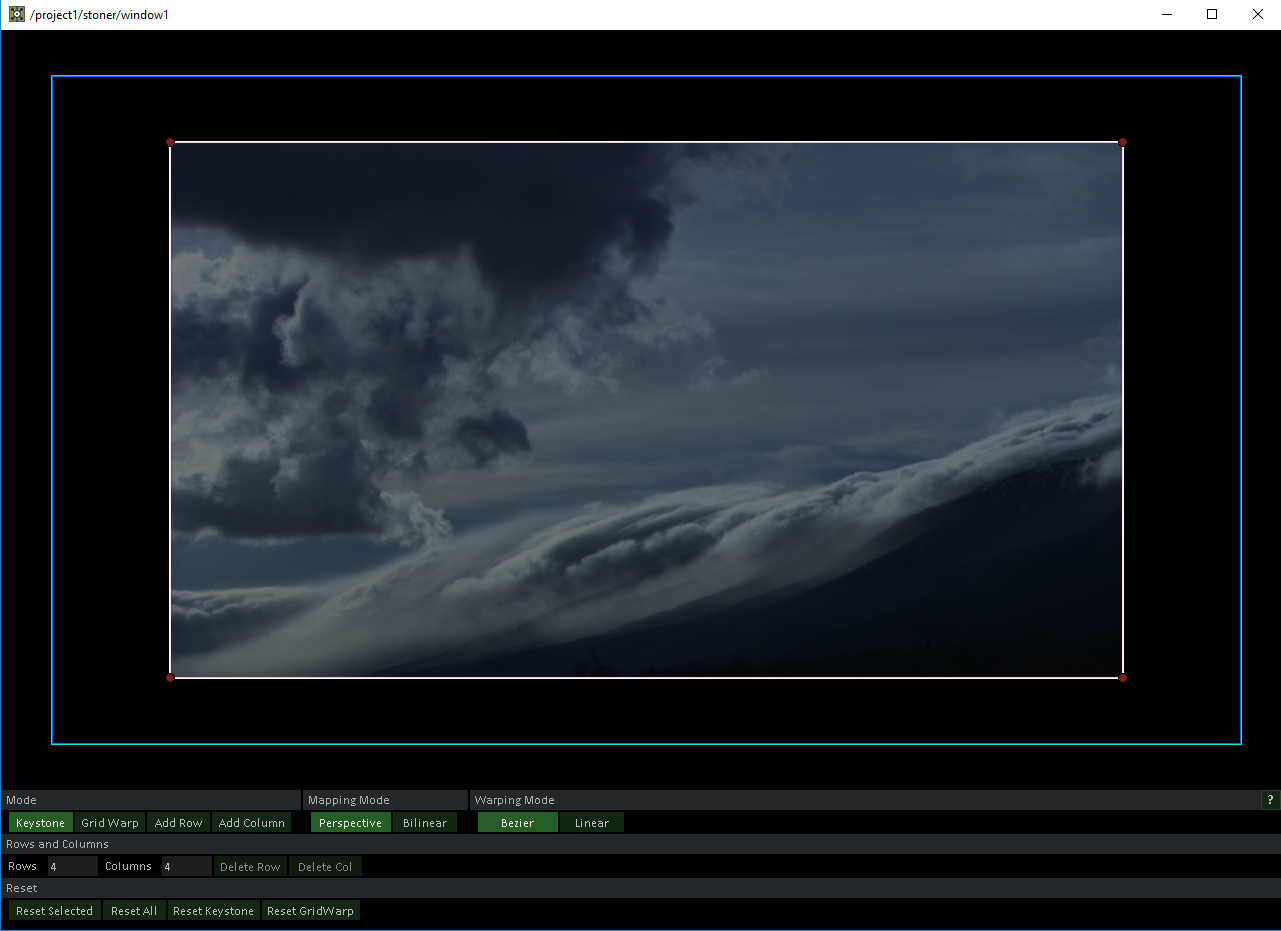 /project1/stoner/window1
Mode Mapping Mode Warping Mode ?
Keystone Grid Warp Add Row Add Column Perspective Bilinear Bezier Linear
Rows and Columns
Rows 4 Columns 4 Delete Row Delete Col
Reset
Reset Selected Reset All Reset Keystone Reset GridWarp